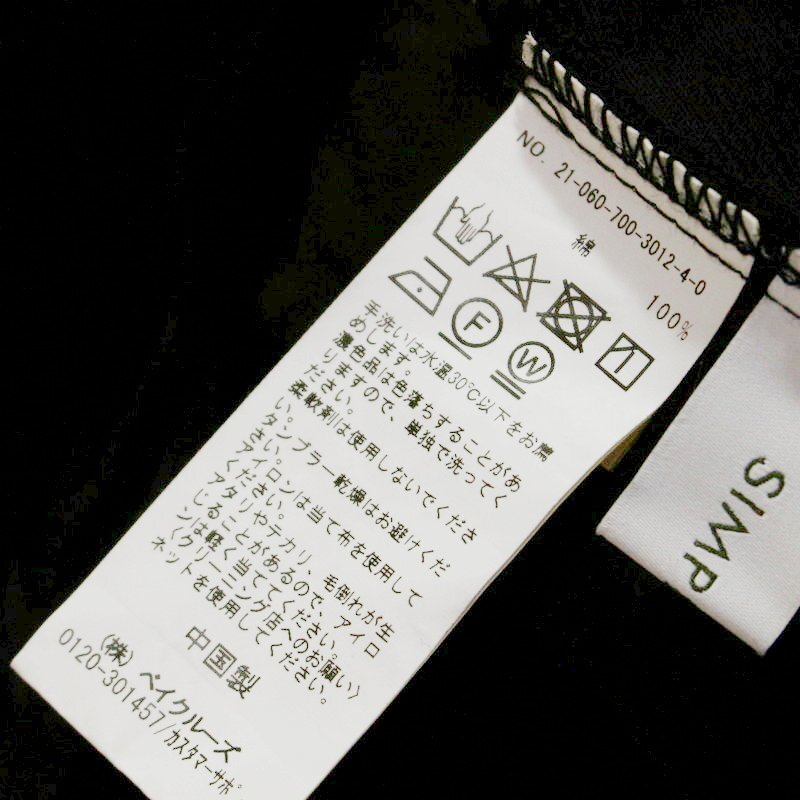 NO. 21-060-700-3012-4-0
綿 100%
F
W
手洗いは水温30℃以下をお薦
めします。
濃色品は色落ちすることがあ
りますので、単独で洗ってく
ださい。
柔軟剤は使用しないでくださ
い。
タンブラー乾燥はお避けくだ
さい。
アイロンは当て布を使用して
ください。
アタリやテカリ、毛倒れが生
じることがあるので、アイロ
ンは軽く当ててください。
〈クリーニング店へのお願い〉
ネットを使用してください。
中国製
(株) ベイクルーズ
0120-301457/カスタマーサポ
SIMP